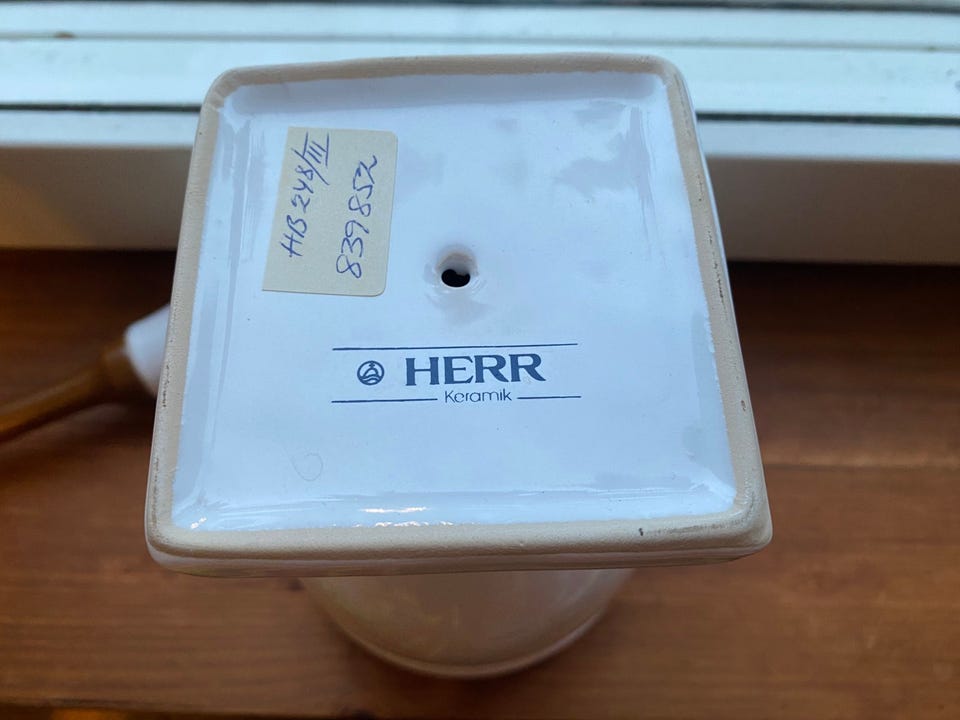 HB 248/III
839852
HERR
Keramik